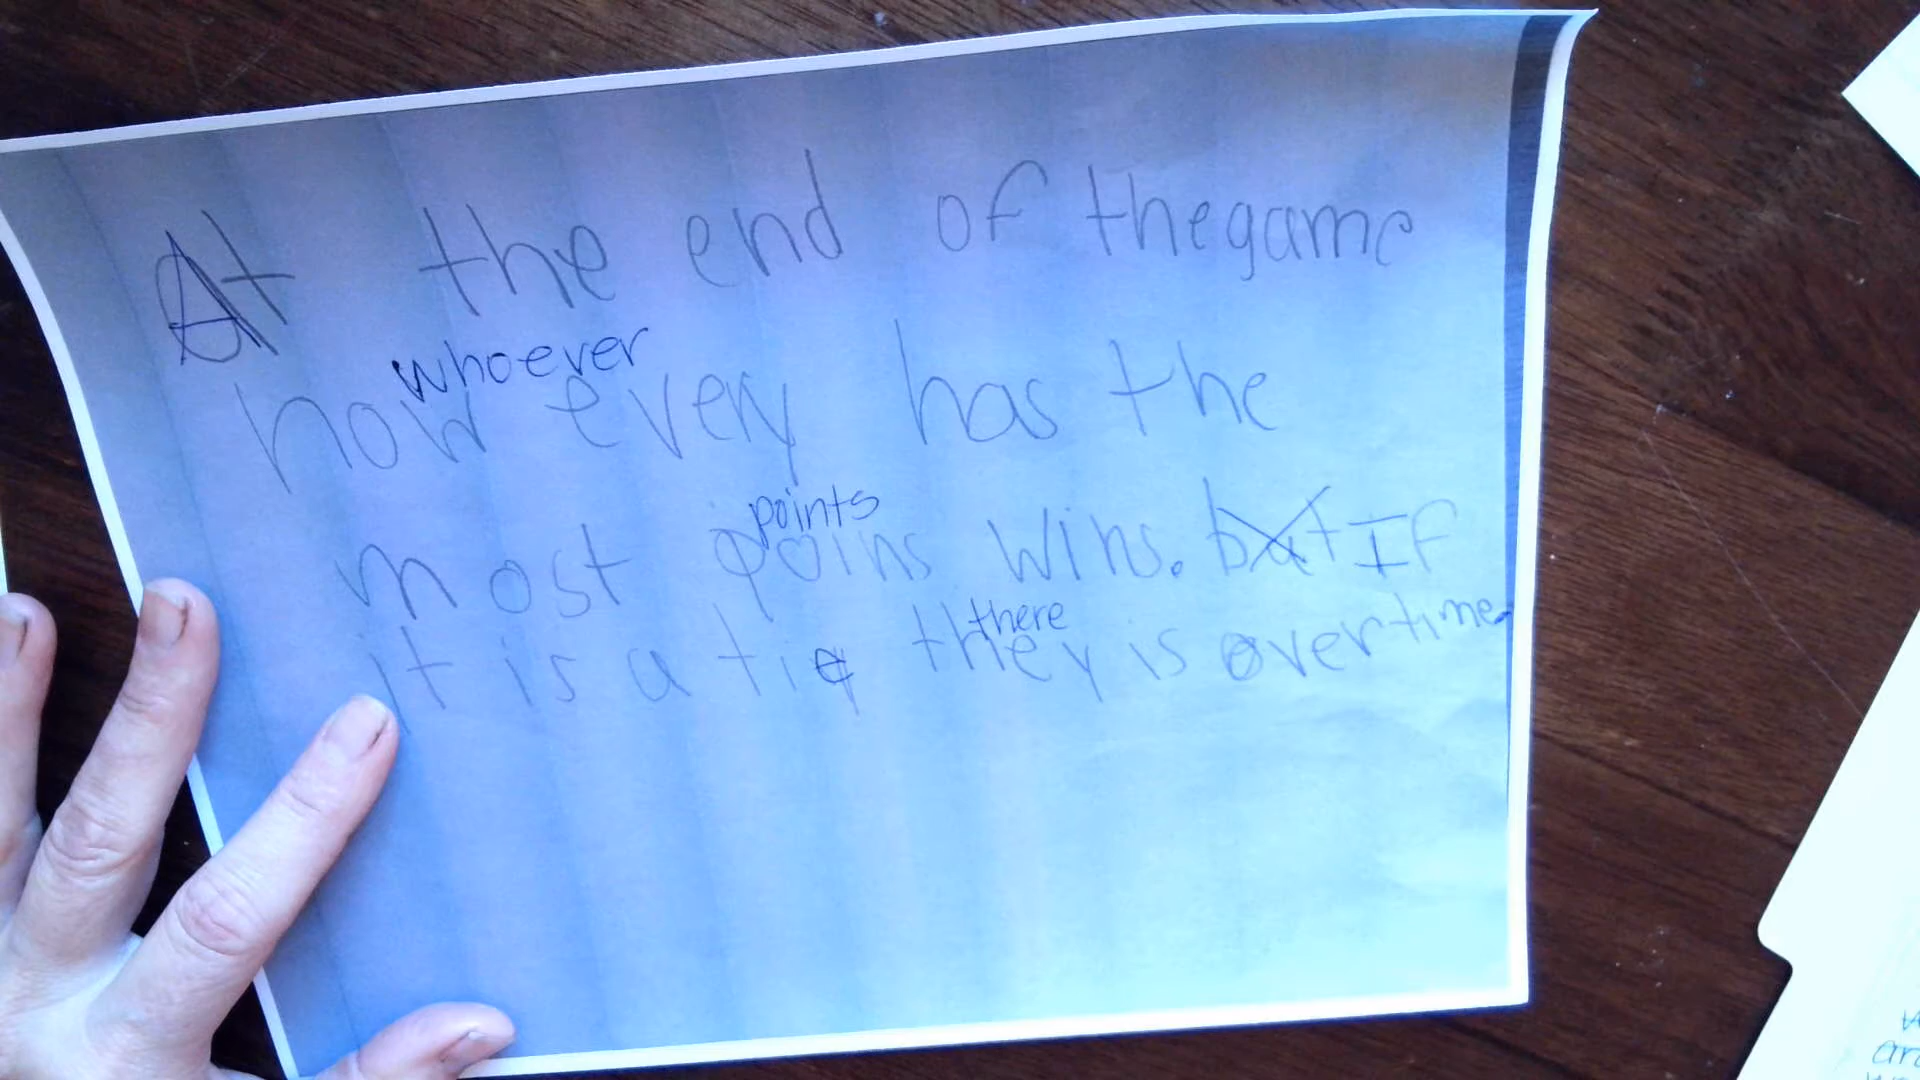 At the end of thegame
whoever
how every has the
points
most poins wins. but If
there
it is a tie they is overtime.